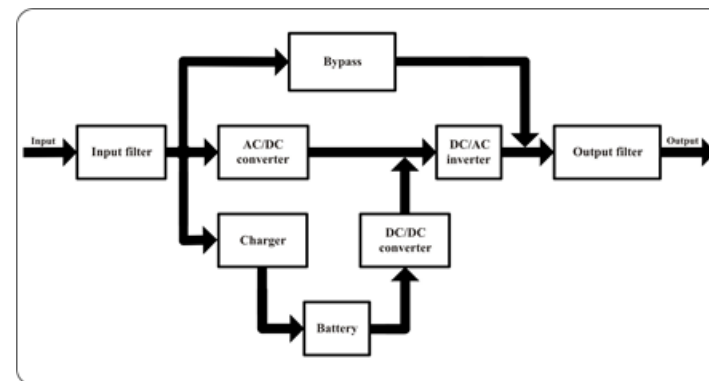 Bypass
Input
Input filter
AC/DC
converter
DC/AC
inverter
Output filter
Output
Charger
DC/DC
converter
Battery